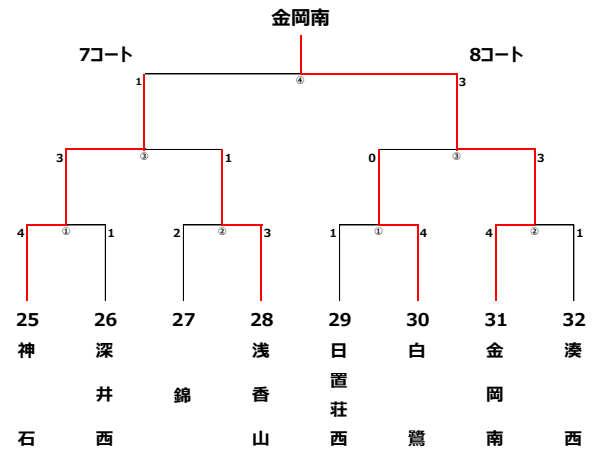 金岡南
7コート 8コート
1 ④ 3
3 ③ 1 0 ③ 3
4 ① 1 2 ② 3 1 ① 4 4 ② 1
25 26 27 28 29 30 31 32
神石 深井西 錦 浅香山 日置荘西 白鷺 金岡南 湊西